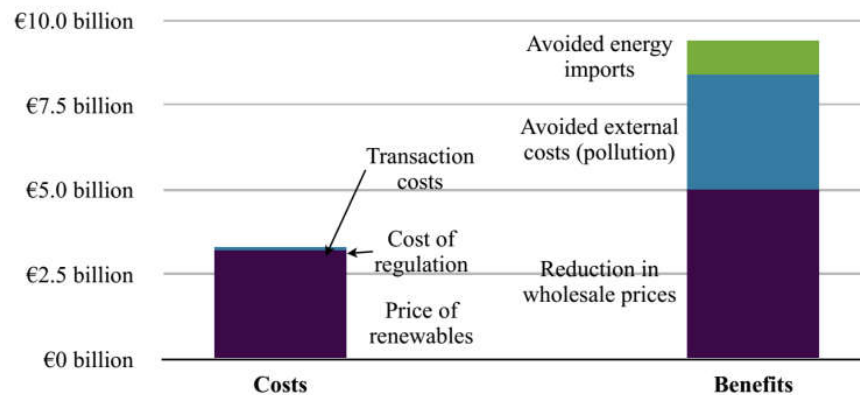 €10.0 billion
€7.5 billion
€5.0 billion
€2.5 billion
€0 billion
Transaction
costs
Cost of
regulation
Price of
renewables
Avoided energy
imports
Avoided external
costs (pollution)
Reduction in
wholesale prices
Costs
Benefits